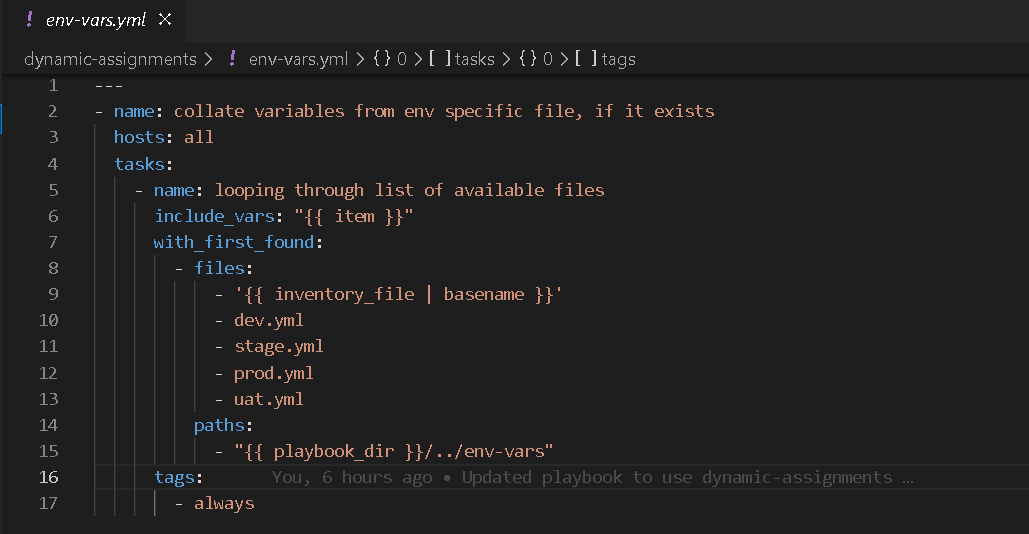 ! env-vars.yml ×
dynamic-assignments > ! env-vars.yml > {} 0 > [ ] tasks > {} 0 > [ ] tags
1 ---
2 - name: collate variables from env specific file, if it exists
3   hosts: all
4   tasks:
5     - name: looping through list of available files
6       include_vars: "{{ item }}"
7       with_first_found:
8         - files:
9             - '{{ inventory_file | basename }}'
10             - dev.yml
11             - stage.yml
12             - prod.yml
13             - uat.yml
14           paths:
15             - "{{ playbook_dir }}/../env-vars"
16       tags: You, 6 hours ago • Updated playbook to use dynamic-assignments …
17         - always